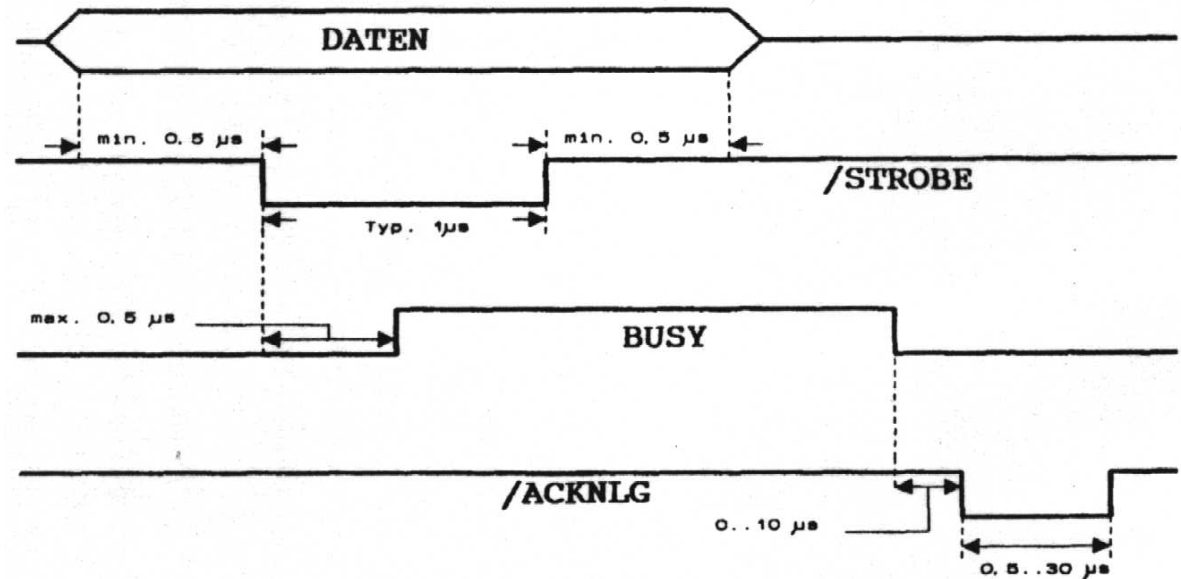 DATEN
min. 0,5 µs
min. 0,5 µs
/STROBE
Typ. 1µs
max. 0,5 µs
BUSY
/ACKNLG
0..10 µs
0,5..30 µs